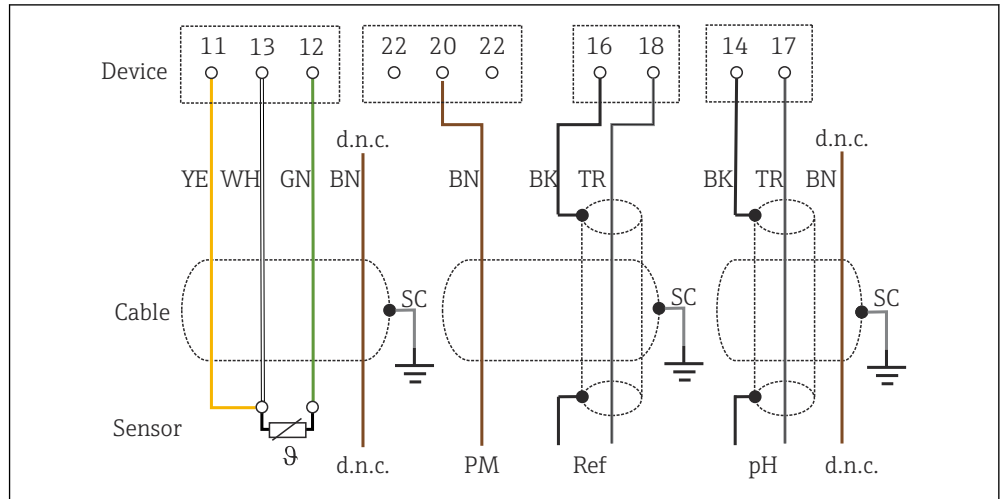 11 13 12 22 20 22 16 18 14 17
Device
d.n.c. d.n.c.
YE WH GN BN BN BK TR BK TR BN
SC SC SC
Cable
Sensor
ϑ
d.n.c. PM Ref pH d.n.c.